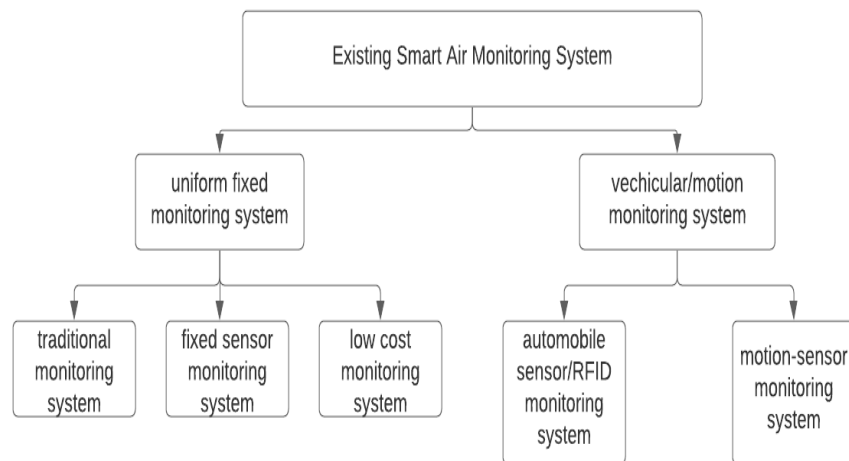 Existing Smart Air Monitoring System
uniform fixed
monitoring system
vechicular/motion
monitoring system
traditional
monitoring
system
fixed sensor
monitoring
system
low cost
monitoring
system
automobile
sensor/RFID
monitoring
system
motion-sensor
monitoring
system